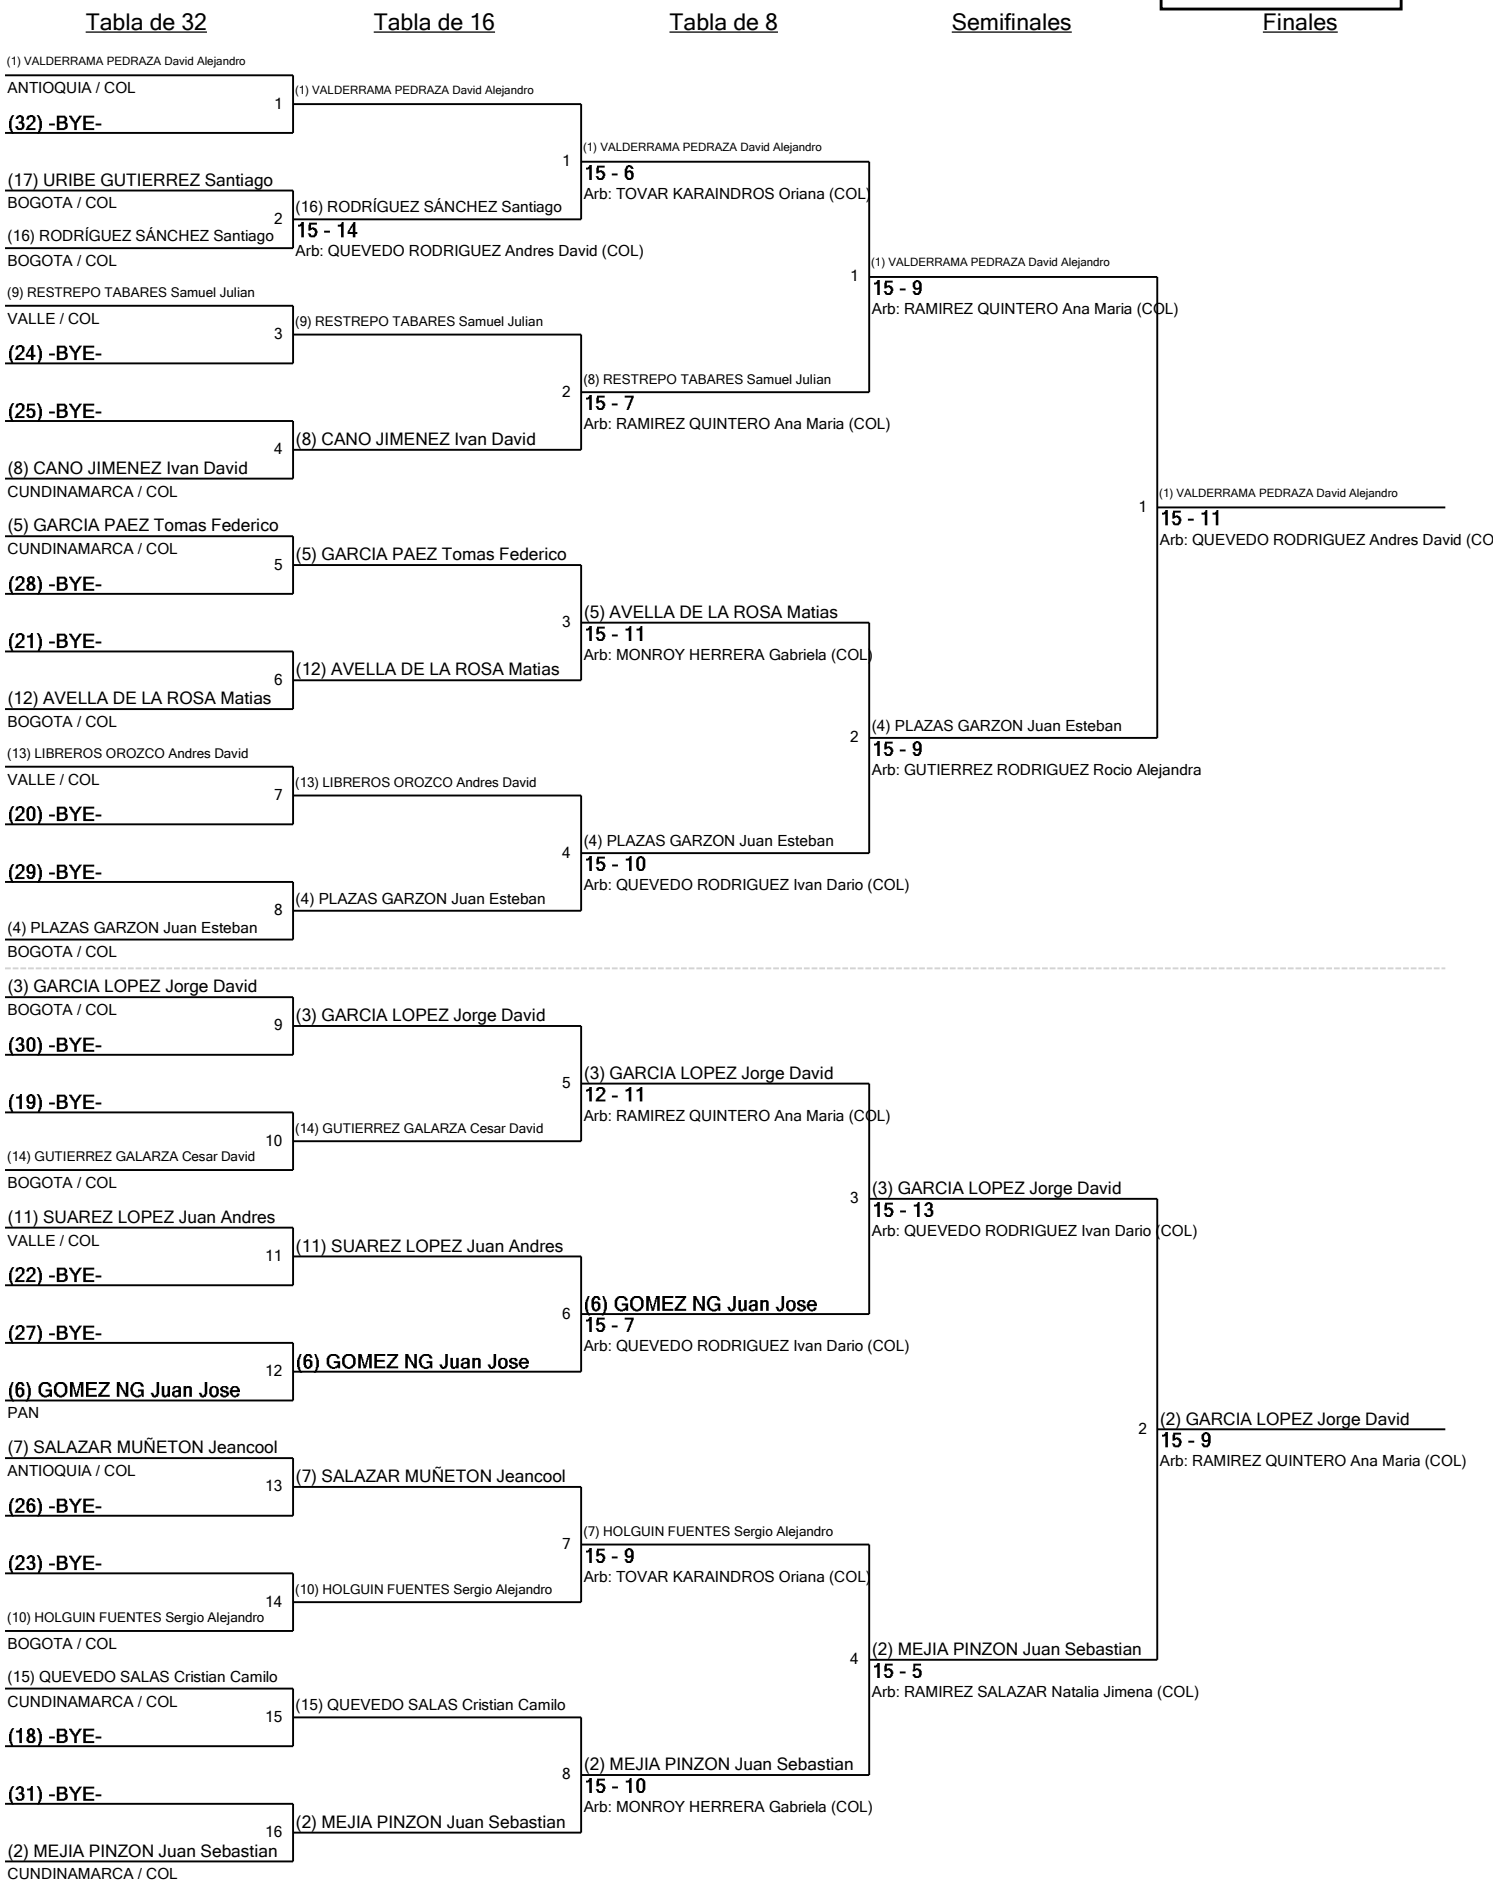 Tabla de 32
Tabla de 16
Tabla de 8
Semifinales
Finales
(1) VALDERRAMA PEDRAZA David Alejandro
ANTIOQUIA / COL
1
(32) -BYE-
(17) URIBE GUTIERREZ Santiago
BOGOTA / COL
2
(16) RODRÍGUEZ SÁNCHEZ Santiago
BOGOTA / COL
(9) RESTREPO TABARES Samuel Julian
VALLE / COL
3
(24) -BYE-
(25) -BYE-
4
(8) CANO JIMENEZ Ivan David
CUNDINAMARCA / COL
(5) GARCIA PAEZ Tomas Federico
CUNDINAMARCA / COL
5
(28) -BYE-
(21) -BYE-
6
(12) AVELLA DE LA ROSA Matias
BOGOTA / COL
(13) LIBREROS OROZCO Andres David
VALLE / COL
7
(20) -BYE-
(29) -BYE-
8
(4) PLAZAS GARZON Juan Esteban
BOGOTA / COL
(3) GARCIA LOPEZ Jorge David
BOGOTA / COL
9
(30) -BYE-
(19) -BYE-
10
(14) GUTIERREZ GALARZA Cesar David
BOGOTA / COL
(11) SUAREZ LOPEZ Juan Andres
VALLE / COL
11
(22) -BYE-
(27) -BYE-
12
(6) GOMEZ NG Juan Jose
PAN
(7) SALAZAR MUÑETON Jeancool
ANTIOQUIA / COL
13
(26) -BYE-
(23) -BYE-
14
(10) HOLGUIN FUENTES Sergio Alejandro
BOGOTA / COL
(15) QUEVEDO SALAS Cristian Camilo
CUNDINAMARCA / COL
15
(18) -BYE-
(31) -BYE-
16
(2) MEJIA PINZON Juan Sebastian
CUNDINAMARCA / COL
(1) VALDERRAMA PEDRAZA David Alejandro
1
(16) RODRÍGUEZ SÁNCHEZ Santiago
15 - 14
Arb: QUEVEDO RODRIGUEZ Andres David (COL)
(9) RESTREPO TABARES Samuel Julian
2
(8) CANO JIMENEZ Ivan David
(5) GARCIA PAEZ Tomas Federico
3
(12) AVELLA DE LA ROSA Matias
(13) LIBREROS OROZCO Andres David
4
(4) PLAZAS GARZON Juan Esteban
(3) GARCIA LOPEZ Jorge David
5
(14) GUTIERREZ GALARZA Cesar David
(11) SUAREZ LOPEZ Juan Andres
6
(6) GOMEZ NG Juan Jose
(7) SALAZAR MUÑETON Jeancool
7
(10) HOLGUIN FUENTES Sergio Alejandro
(15) QUEVEDO SALAS Cristian Camilo
8
(2) MEJIA PINZON Juan Sebastian
(1) VALDERRAMA PEDRAZA David Alejandro
15 - 6
Arb: TOVAR KARAINDROS Oriana (COL)
1
(8) RESTREPO TABARES Samuel Julian
15 - 7
Arb: RAMIREZ QUINTERO Ana Maria (COL)
(5) AVELLA DE LA ROSA Matias
15 - 11
Arb: MONROY HERRERA Gabriela (COL)
2
(4) PLAZAS GARZON Juan Esteban
15 - 10
Arb: QUEVEDO RODRIGUEZ Ivan Dario (COL)
(3) GARCIA LOPEZ Jorge David
12 - 11
Arb: RAMIREZ QUINTERO Ana Maria (COL)
3
(6) GOMEZ NG Juan Jose
15 - 7
Arb: QUEVEDO RODRIGUEZ Ivan Dario (COL)
(7) HOLGUIN FUENTES Sergio Alejandro
15 - 9
Arb: TOVAR KARAINDROS Oriana (COL)
4
(2) MEJIA PINZON Juan Sebastian
15 - 10
Arb: MONROY HERRERA Gabriela (COL)
(1) VALDERRAMA PEDRAZA David Alejandro
15 - 9
Arb: RAMIREZ QUINTERO Ana Maria (COL)
1
(4) PLAZAS GARZON Juan Esteban
15 - 9
Arb: GUTIERREZ RODRIGUEZ Rocio Alejandra
(3) GARCIA LOPEZ Jorge David
15 - 13
Arb: QUEVEDO RODRIGUEZ Ivan Dario (COL)
2
(2) MEJIA PINZON Juan Sebastian
15 - 5
Arb: RAMIREZ SALAZAR Natalia Jimena (COL)
(1) VALDERRAMA PEDRAZA David Alejandro
15 - 11
Arb: QUEVEDO RODRIGUEZ Andres David (CO
(2) GARCIA LOPEZ Jorge David
15 - 9
Arb: RAMIREZ QUINTERO Ana Maria (COL)